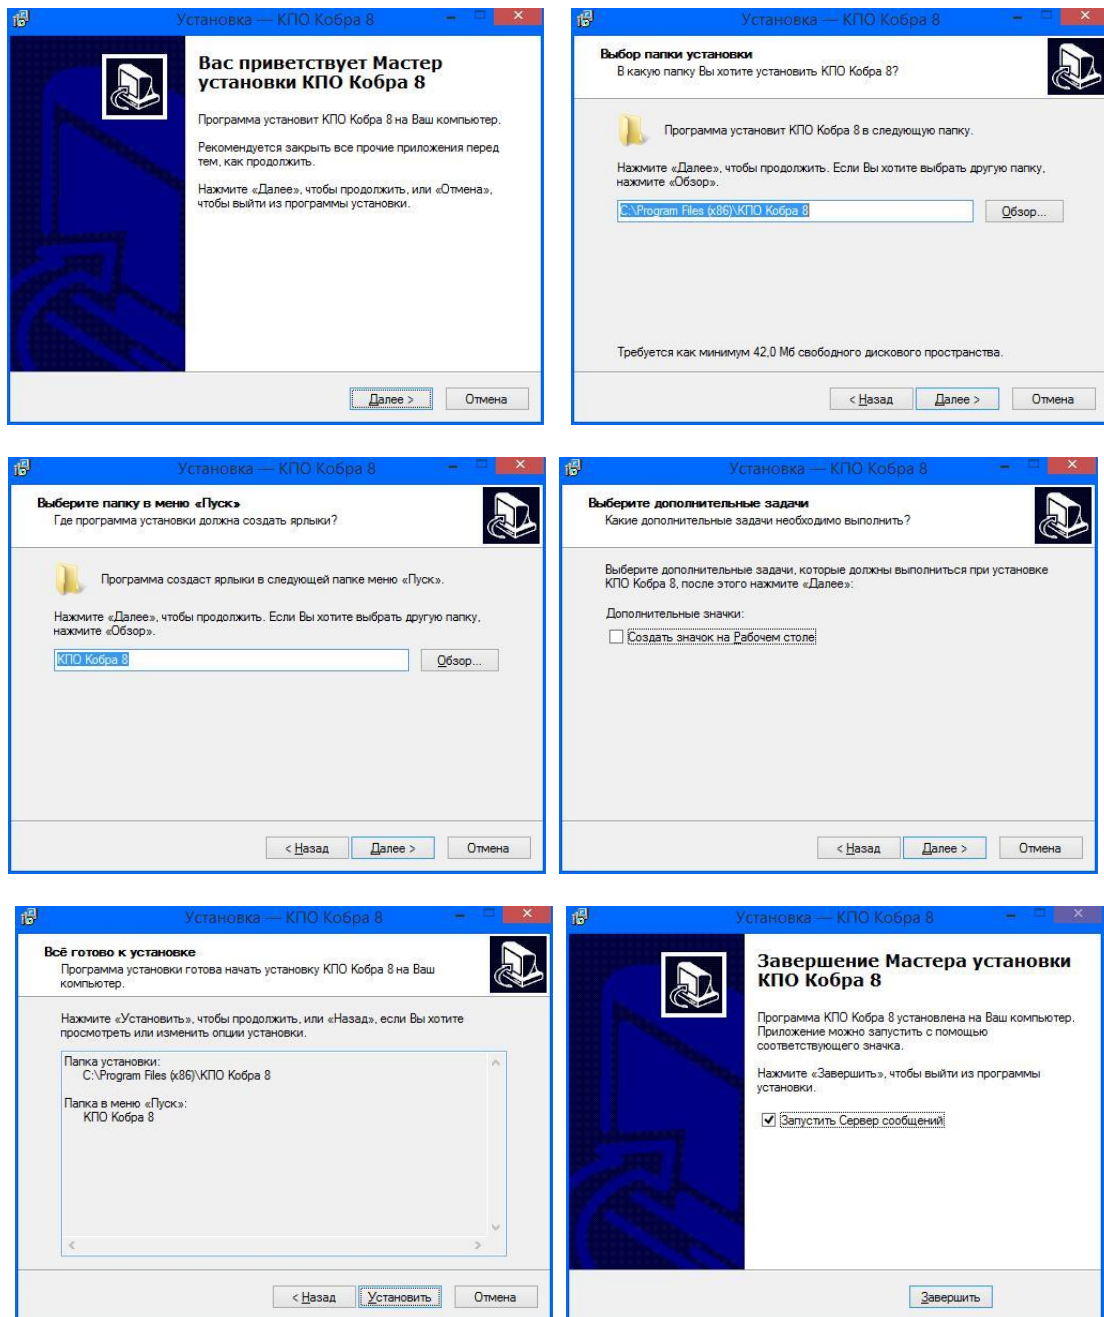 Установка — КПО Кобра 8
Вас приветствует Мастер
установки КПО Кобра 8
Программа установит КПО Кобра 8 на Ваш компьютер.
Рекомендуется закрыть все прочие приложения перед
тем, как продолжить.
Нажмите «Далее», чтобы продолжить, или «Отмена»,
чтобы выйти из программы установки.
Далее >
Отмена
Установка — КПО Кобра 8
Выбор папки установки
В какую папку Вы хотите установить КПО Кобра 8?
Программа установит КПО Кобра 8 в следующую папку.
Нажмите «Далее», чтобы продолжить. Если Вы хотите выбрать другую папку,
нажмите «Обзор».
C:\Program Files (x86)\КПО Кобра 8
Обзор...
Требуется как минимум 42,0 Мб свободного дискового пространства.
< Назад
Далее >
Отмена
Установка — КПО Кобра 8
Выберите папку в меню «Пуск»
Где программа установки должна создать ярлыки?
Программа создаст ярлыки в следующей папке меню «Пуск».
Нажмите «Далее», чтобы продолжить. Если Вы хотите выбрать другую папку,
нажмите «Обзор».
КПО Кобра 8
Обзор...
< Назад
Далее >
Отмена
Установка — КПО Кобра 8
Выберите дополнительные задачи
Какие дополнительные задачи необходимо выполнить?
Выберите дополнительные задачи, которые должны выполниться при установке
КПО Кобра 8, после этого нажмите «Далее»:
Дополнительные значки:
Создать значок на Рабочем столе
< Назад
Далее >
Отмена
Установка — КПО Кобра 8
Всё готово к установке
Программа установки готова начать установку КПО Кобра 8 на Ваш
компьютер.
Нажмите «Установить», чтобы продолжить, или «Назад», если Вы хотите
просмотреть или изменить опции установки.
Папка установки:
C:\Program Files (x86)\КПО Кобра 8
Папка в меню «Пуск»:
КПО Кобра 8
< Назад
Установить
Отмена
Установка — КПО Кобра 8
Завершение Мастера установки
КПО Кобра 8
Программа КПО Кобра 8 установлена на Ваш компьютер.
Приложение можно запустить с помощью
соответствующего значка.
Нажмите «Завершить», чтобы выйти из программы
установки.
Запустить Сервер сообщений
Завершить